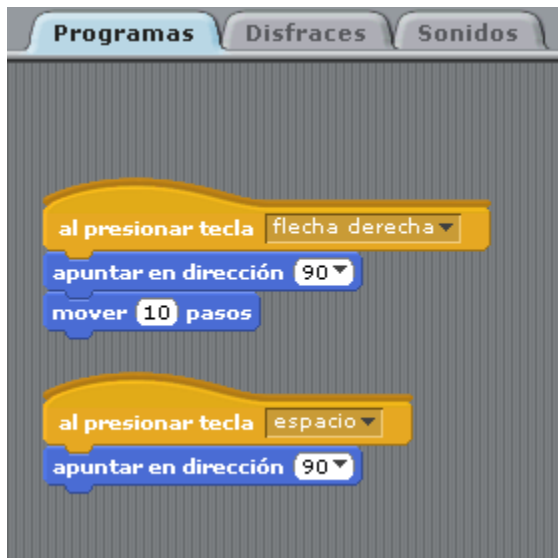 Programas Disfraces Sonidos
al presionar tecla flecha derecha
apuntar en dirección 90
mover 10 pasos
al presionar tecla espacio
apuntar en dirección 90